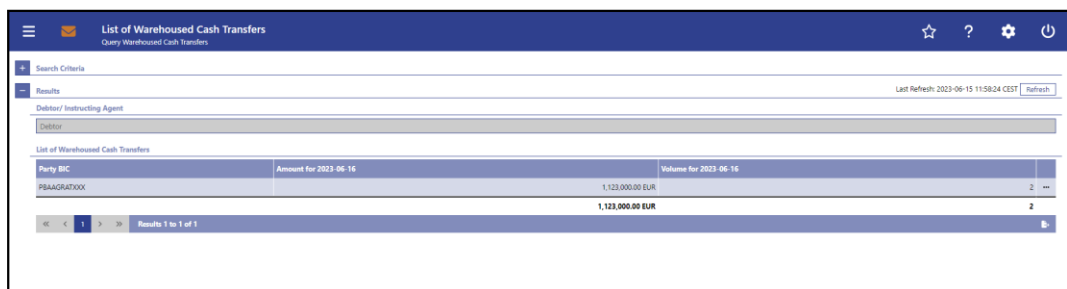 List of Warehoused Cash Transfers
Query Warehoused Cash Transfers
Search Criteria
Results Last Refresh: 2023-06-15 11:58:24 CEST Refresh
Debtor/ Instructing Agent
Debtor
List of Warehoused Cash Transfers
Party BIC Amount for 2023-06-16 Volume for 2023-06-16
PBAAGRATXXX 1,123,000.00 EUR 2
1,123,000.00 EUR 2
1 Results 1 to 1 of 1